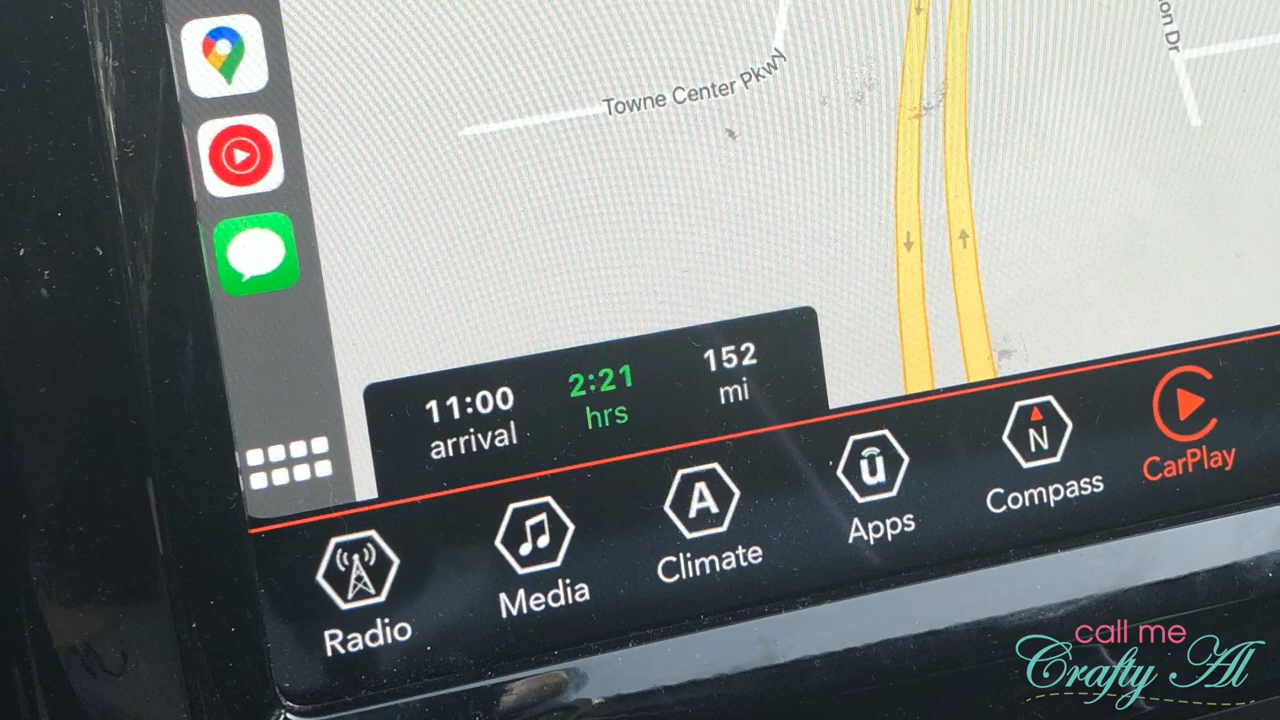 Towne Center Pkwy
on Dr
11:00
arrival
2:21
hrs
152
mi
Radio
Media
A
Climate
ū
Apps
N
Compass
CarPlay
call me
Crafty Al